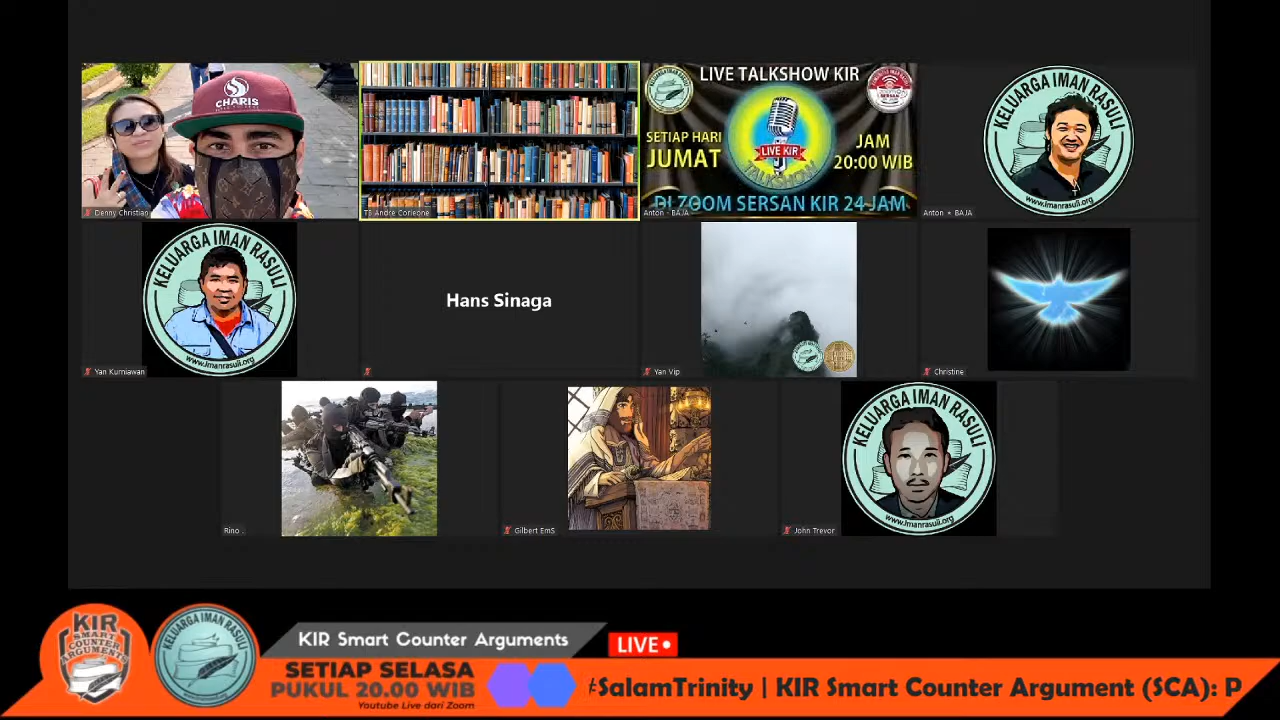 CHARIS
Denny Christian
TS Andre Corleone
LIVE TALKSHOW KIR
SETIAP HARI
JUMAT
LIVE KIR
TALKSHOW
JAM
20:00 WIB
DI ZOOM SERSAN KIR 24 JAM
Anton - BAJA
KELUARGA IMAN RASULI
www.imanrasuli.org
Anton + BAJA
KELUARGA IMAN RASULI
www.imanrasuli.org
Yan Kurniawan
Hans Sinaga
Yan Vip
Christine
Rino .
Gilbert EmS
KELUARGA IMAN RASULI
www.imanrasuli.org
John Trevor
KIR
SMART
COUNTER
ARGUMENTS
KELUARGA IMAN RASULI
KIR Smart Counter Arguments
LIVE
SETIAP SELASA
PUKUL 20.00 WIB
Youtube Live dari Zoom
#SalamTrinity | KIR Smart Counter Argument (SCA): P